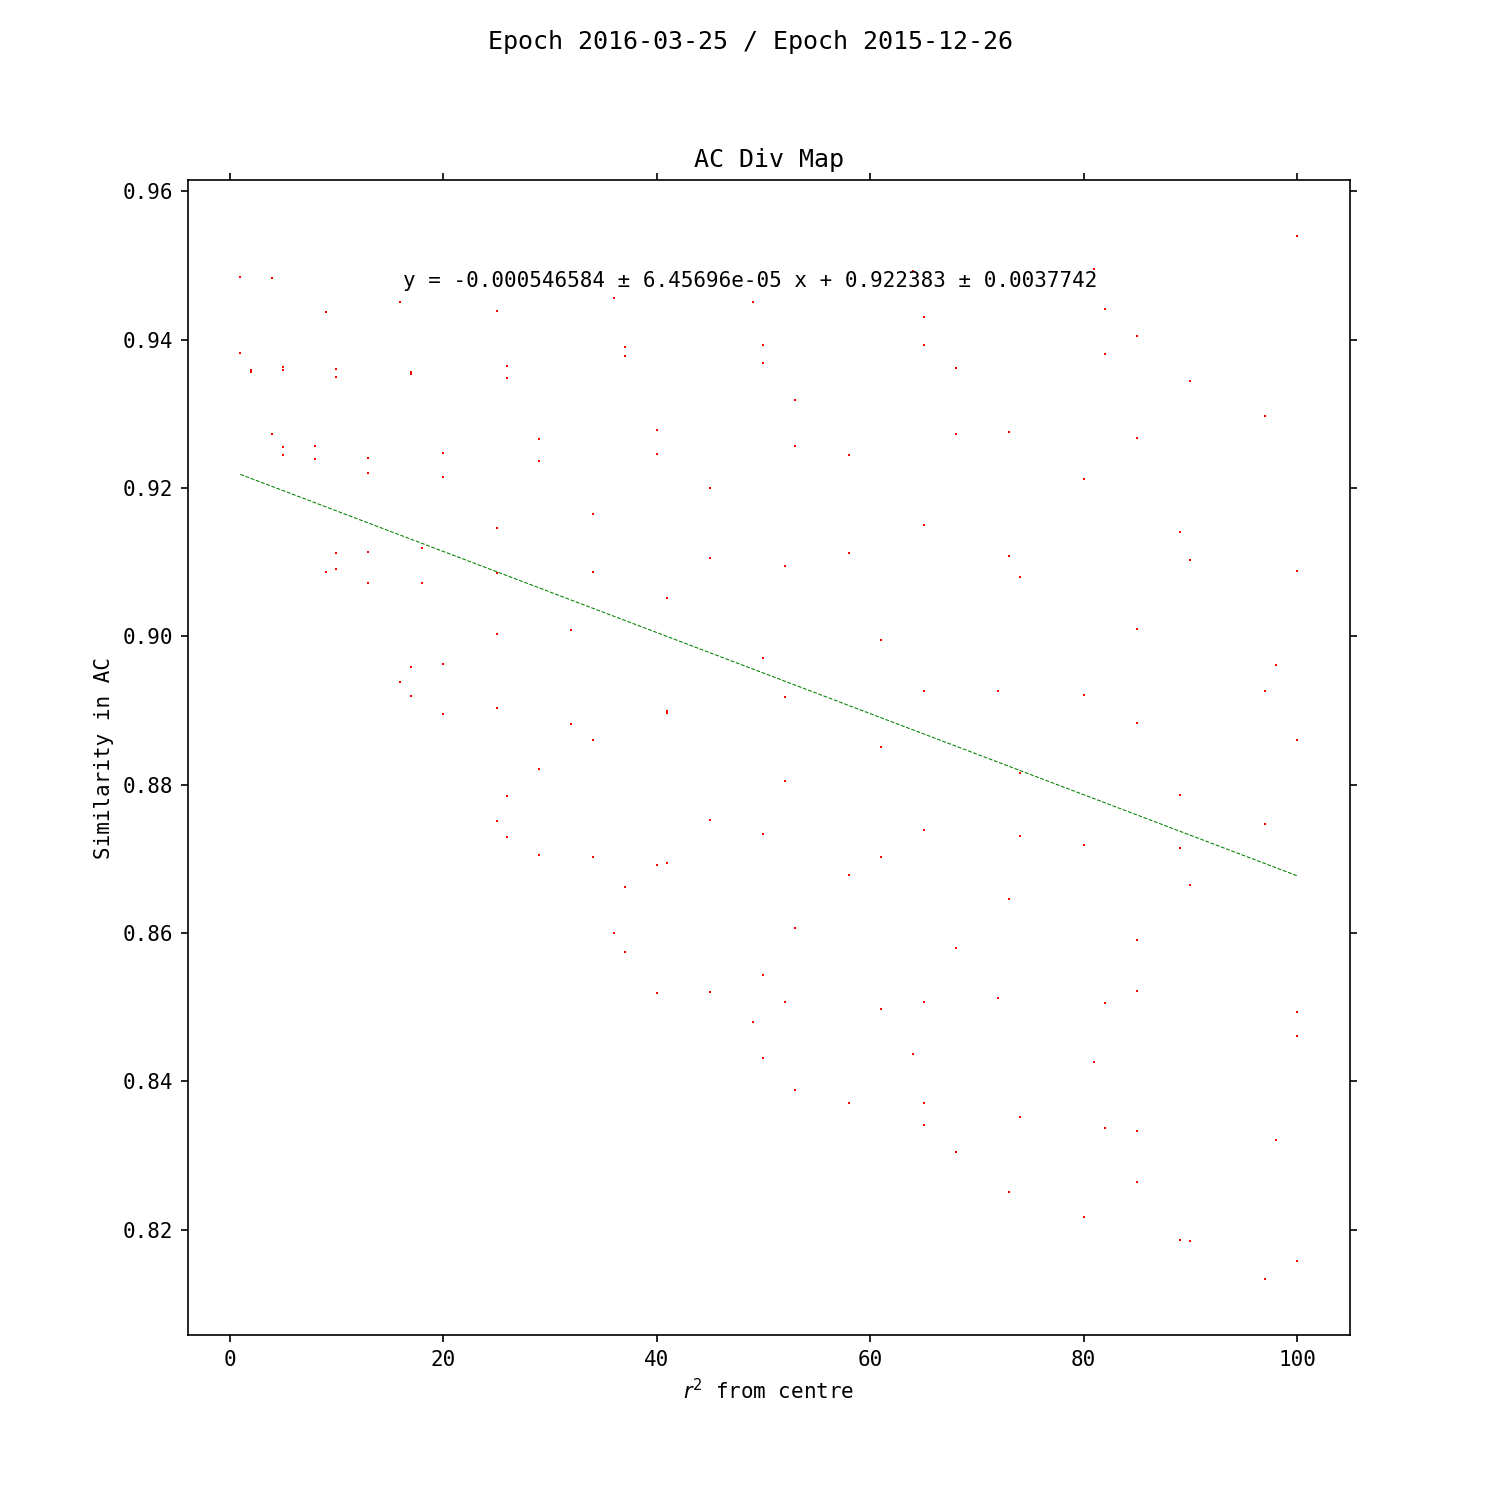 Epoch 2016-03-25 / Epoch 2015-12-26
AC Div Map
y = -0.000546584 ± 6.45696e-05 x + 0.922383 ± 0.0037742
Similarity in AC
0.96
0.94
0.92
0.90
0.88
0.86
0.84
0.82
0 20 40 60 80 100
r² from centre